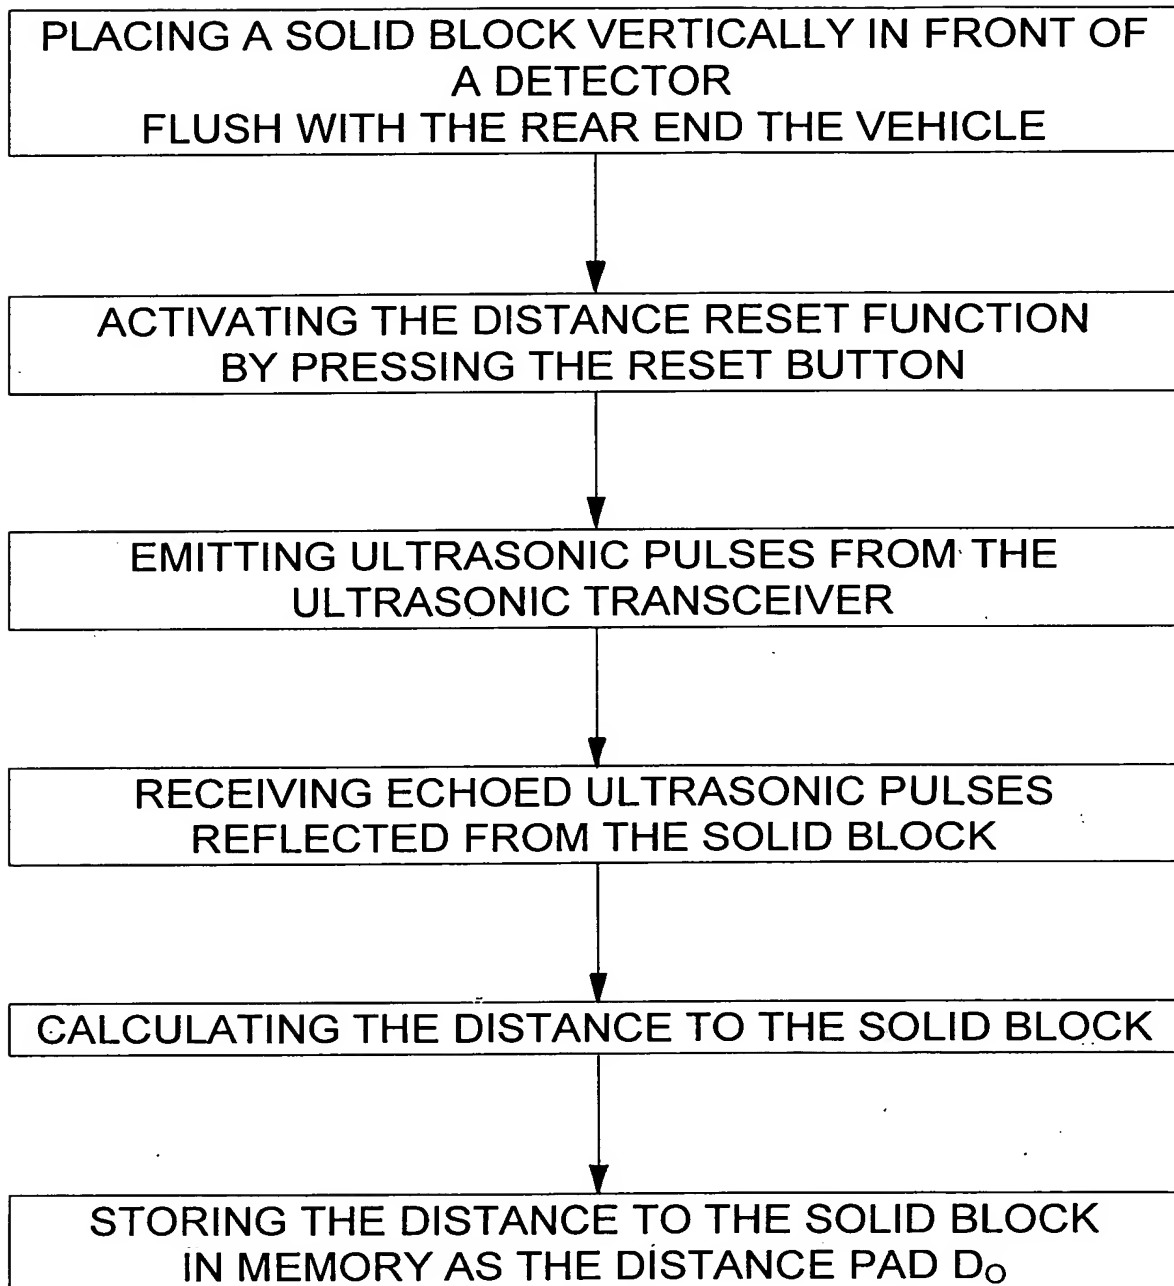 PLACING A SOLID BLOCK VERTICALLY IN FRONT OF
A DETECTOR
FLUSH WITH THE REAR END THE VEHICLE
ACTIVATING THE DISTANCE RESET FUNCTION
BY PRESSING THE RESET BUTTON
EMITTING ULTRASONIC PULSES FROM THE
ULTRASONIC TRANSCEIVER
RECEIVING ECHOED ULTRASONIC PULSES
REFLECTED FROM THE SOLID BLOCK
CALCULATING THE DISTANCE TO THE SOLID BLOCK
STORING THE DISTANCE TO THE SOLID BLOCK
IN MEMORY AS THE DISTANCE PAD DO